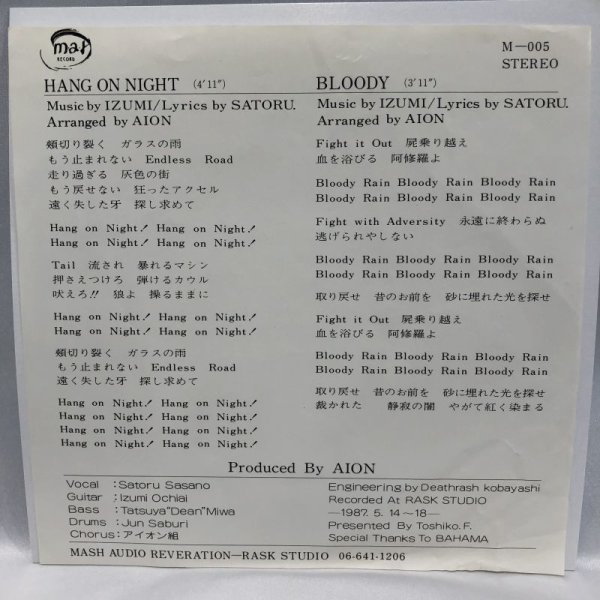 mat
RECORD
M—005
STEREO
HANG ON NIGHT (4'11")
Music by IZUMI/Lyrics by SATORU.
Arranged by AION
頬切り裂く ガラスの雨
もう止まれない Endless Road
走り過ぎる 灰色の街
もう戻せない 狂ったアクセル
遠く失した牙 探し求めて
Hang on Night! Hang on Night!
Hang on Night! Hang on Night!
Tail 流され 暴れるマシン
押さえつけろ 弾けるカウル
吠えろ!! 狼よ 操るままに
Hang on Night! Hang on Night!
Hang on Night! Hang on Night!
頬切り裂く ガラスの雨
もう止まれない Endless Road
遠く失した牙 探し求めて
Hang on Night! Hang on Night!
Hang on Night! Hang on Night!
Hang on Night! Hang on Night!
Hang on Night! Hang on Night!
BLOODY (3'11")
Music by IZUMI/Lyrics by SATORU.
Arranged by AION
Fight it Out 屍乗り越え
血を浴びる 阿修羅よ
Bloody Rain Bloody Rain Bloody Rain
Bloody Rain Bloody Rain Bloody Rain
Fight with Adversity 永遠に終わらぬ
逃げられやしない
Bloody Rain Bloody Rain Bloody Rain
Bloody Rain Bloody Rain Bloody Rain
取り戻せ 昔のお前を 砂に埋れた光を探せ
Fight it Out 屍乗り越え
血を浴びる 阿修羅よ
Bloody Rain Bloody Rain Bloody Rain
Bloody Rain Bloody Rain Bloody Rain
取り戻せ 昔のお前を 砂に埋れた光を探せ
裁かれた 静寂の闇 やがて紅く染まる
Produced By AION
Vocal :Satoru Sasano
Guitar :Izumi Ochiai
Bass :Tatsuya"Dean"Miwa
Drums :Jun Saburi
Chorus:アイオン組
Engineering by Deathrash kobayashi
Recorded At RASK STUDIO
—1987. 5. 14～18—
Presented By Toshiko. F.
Special Thanks To BAHAMA
MASH AUDIO REVERATION—RASK STUDIO 06-641-1206